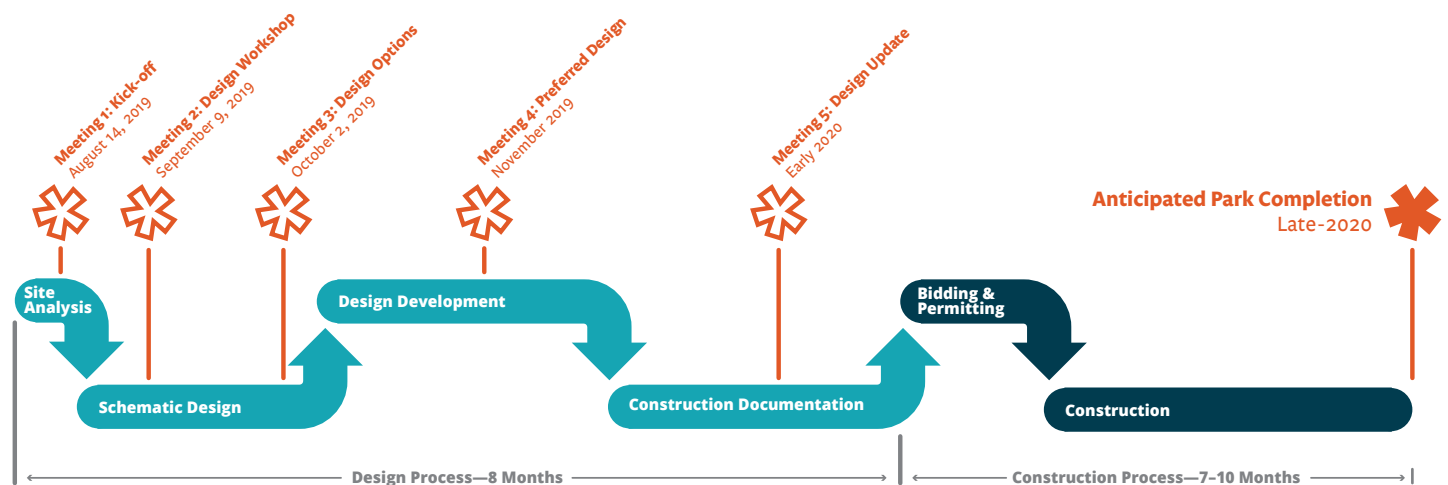 Meeting 1: Kick-off
August 14, 2019
Meeting 2: Design Workshop
September 9, 2019
Meeting 3: Design Options
October 2, 2019
Meeting 4: Preferred Design
November 2019
Meeting 5: Design Update
Early 2020
Anticipated Park Completion
Late-2020
Site
Analysis
Design Development
Bidding &
Permitting
Schematic Design
Construction Documentation
Construction
Design Process—8 Months
Construction Process—7–10 Months